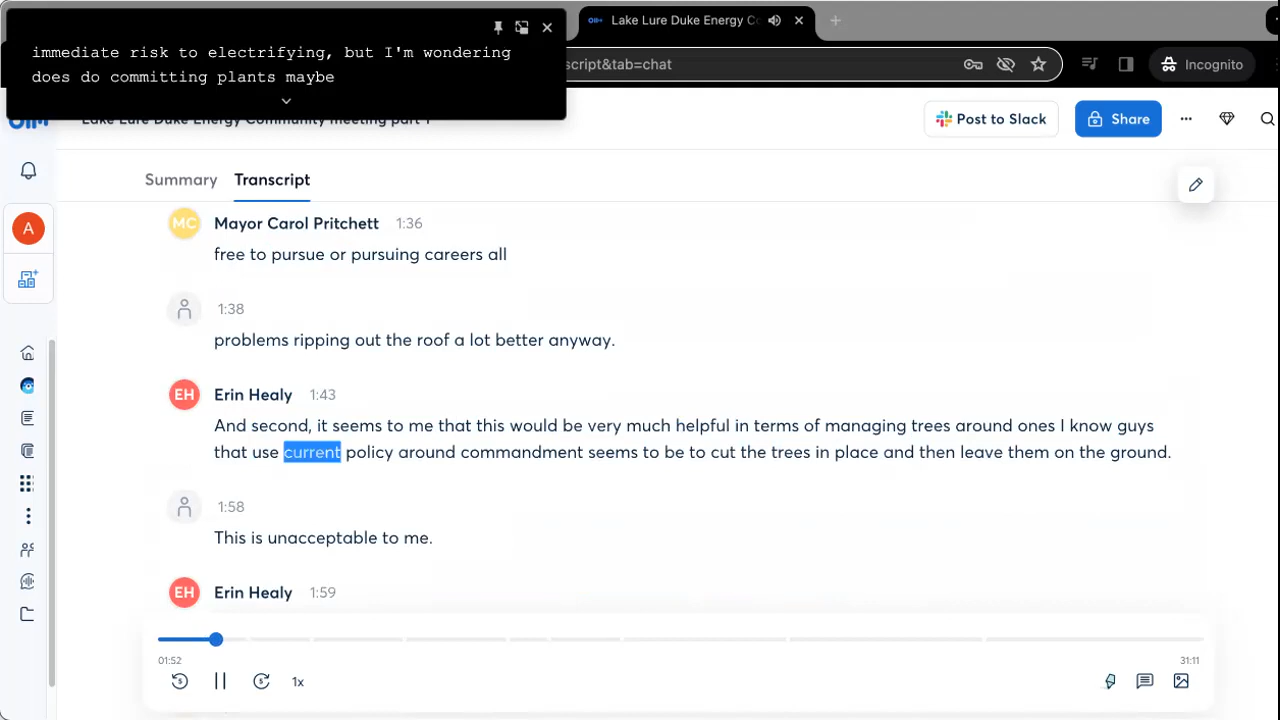 immediate risk to electrifying, but I'm wondering
does do committing plants maybe
Lake Lure Duke Energy Co
script&tab=chat
Incognito
Lake Lure Duke Energy Community meeting part 1
Post to Slack
Share
A
Summary
Transcript
MC
Mayor Carol Pritchett 1:36
free to pursue or pursuing careers all
1:38
problems ripping out the roof a lot better anyway.
EH
Erin Healy 1:43
And second, it seems to me that this would be very much helpful in terms of managing trees around ones I know guys
that use current policy around commandment seems to be to cut the trees in place and then leave them on the ground.
1:58
This is unacceptable to me.
EH
Erin Healy 1:59
01:52
31:11
5
5
1x